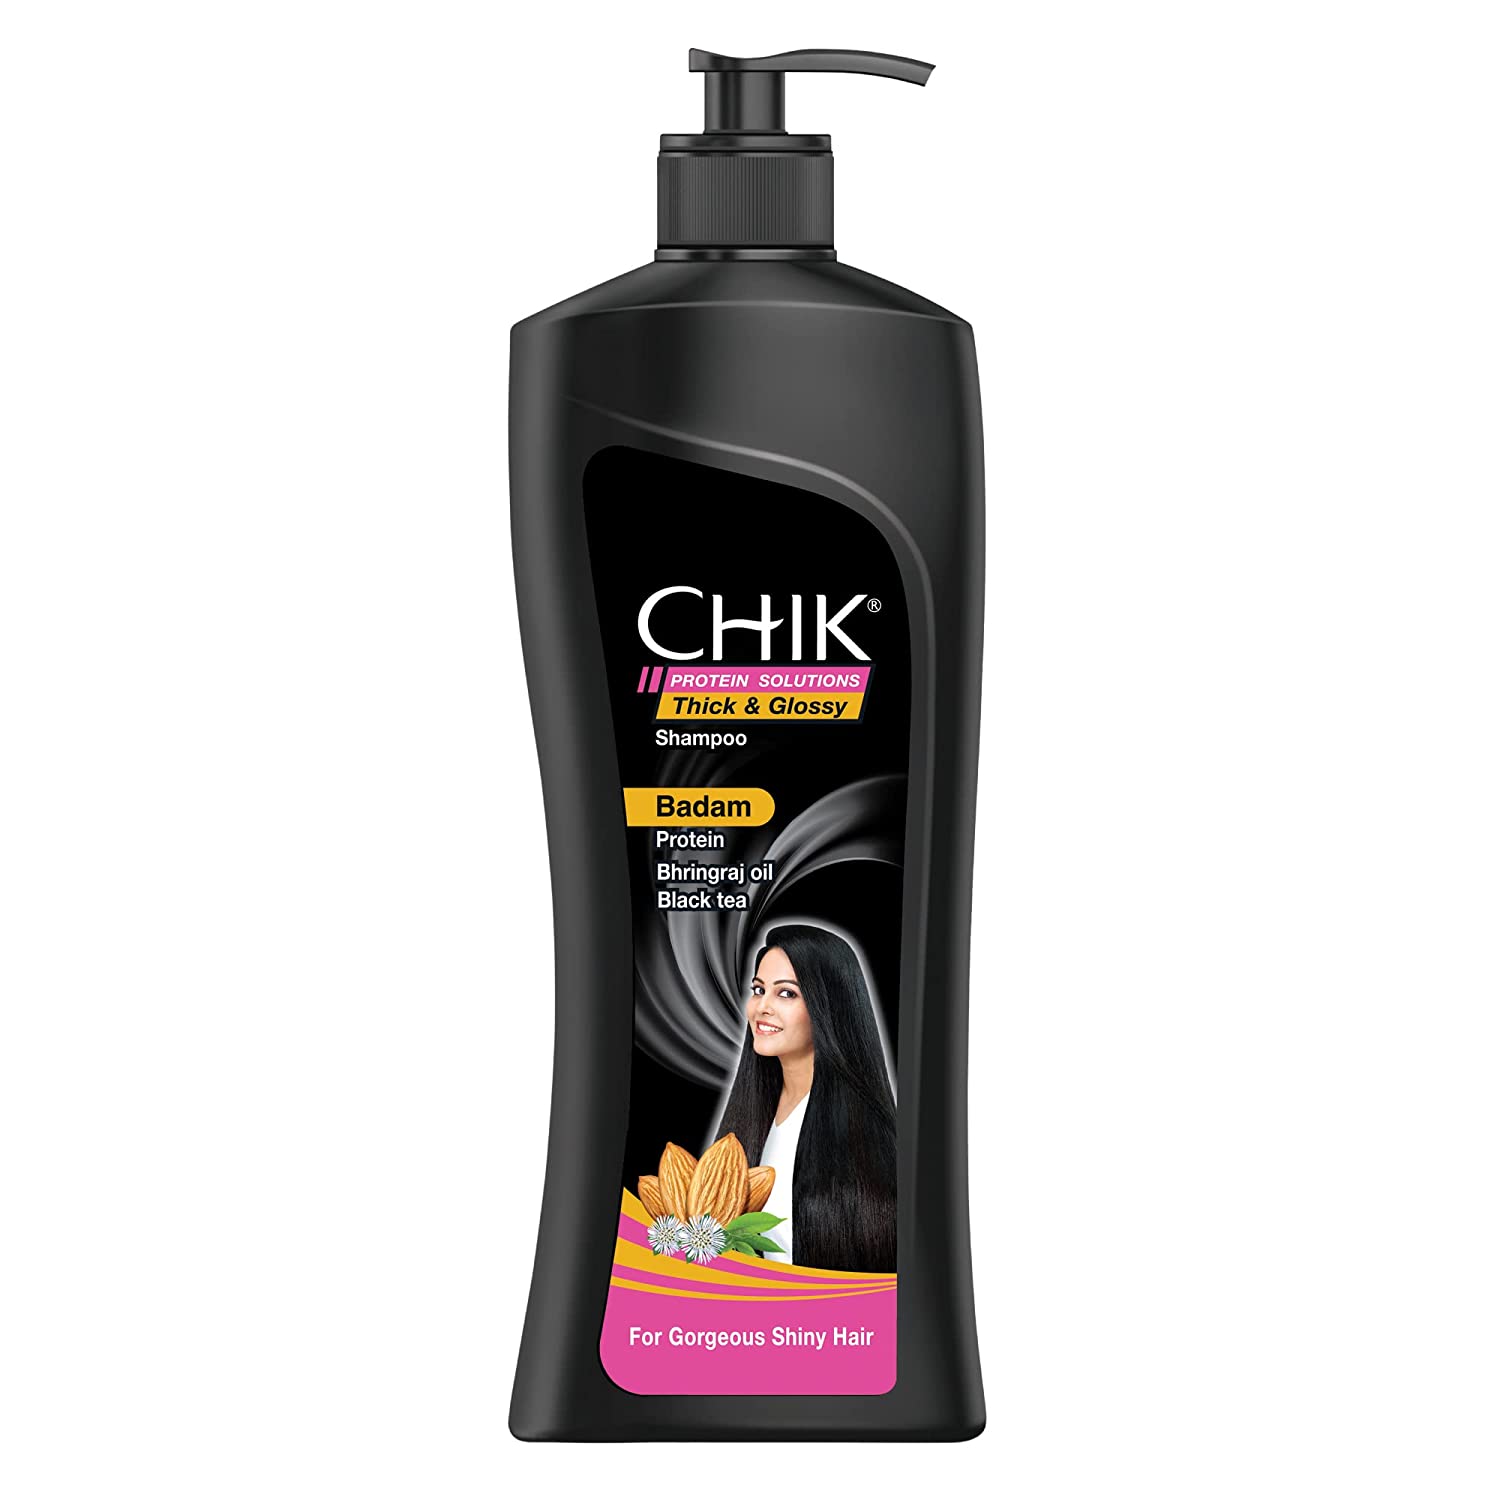 CHIK®
PROTEIN SOLUTIONS
Thick & Glossy
Shampoo
Badam
Protein
Bhringraj oil
Black tea
For Gorgeous Shiny Hair